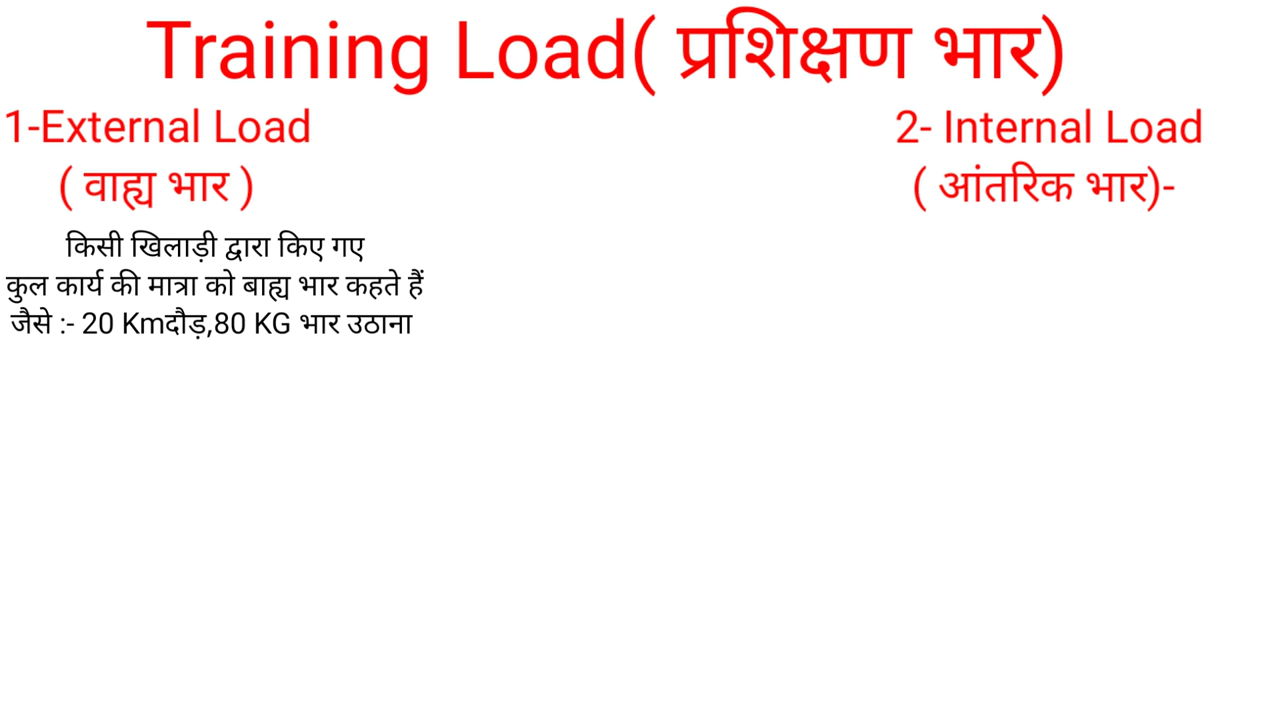 Training Load( प्रशिक्षण भार)
1-External Load
( वाह्य भार )
किसी खिलाड़ी द्वारा किए गए
कुल कार्य की मात्रा को बाह्य भार कहते हैं
जैसे :- 20 Kmदौड़,80 KG भार उठाना
2- Internal Load
( आंतरिक भार)-